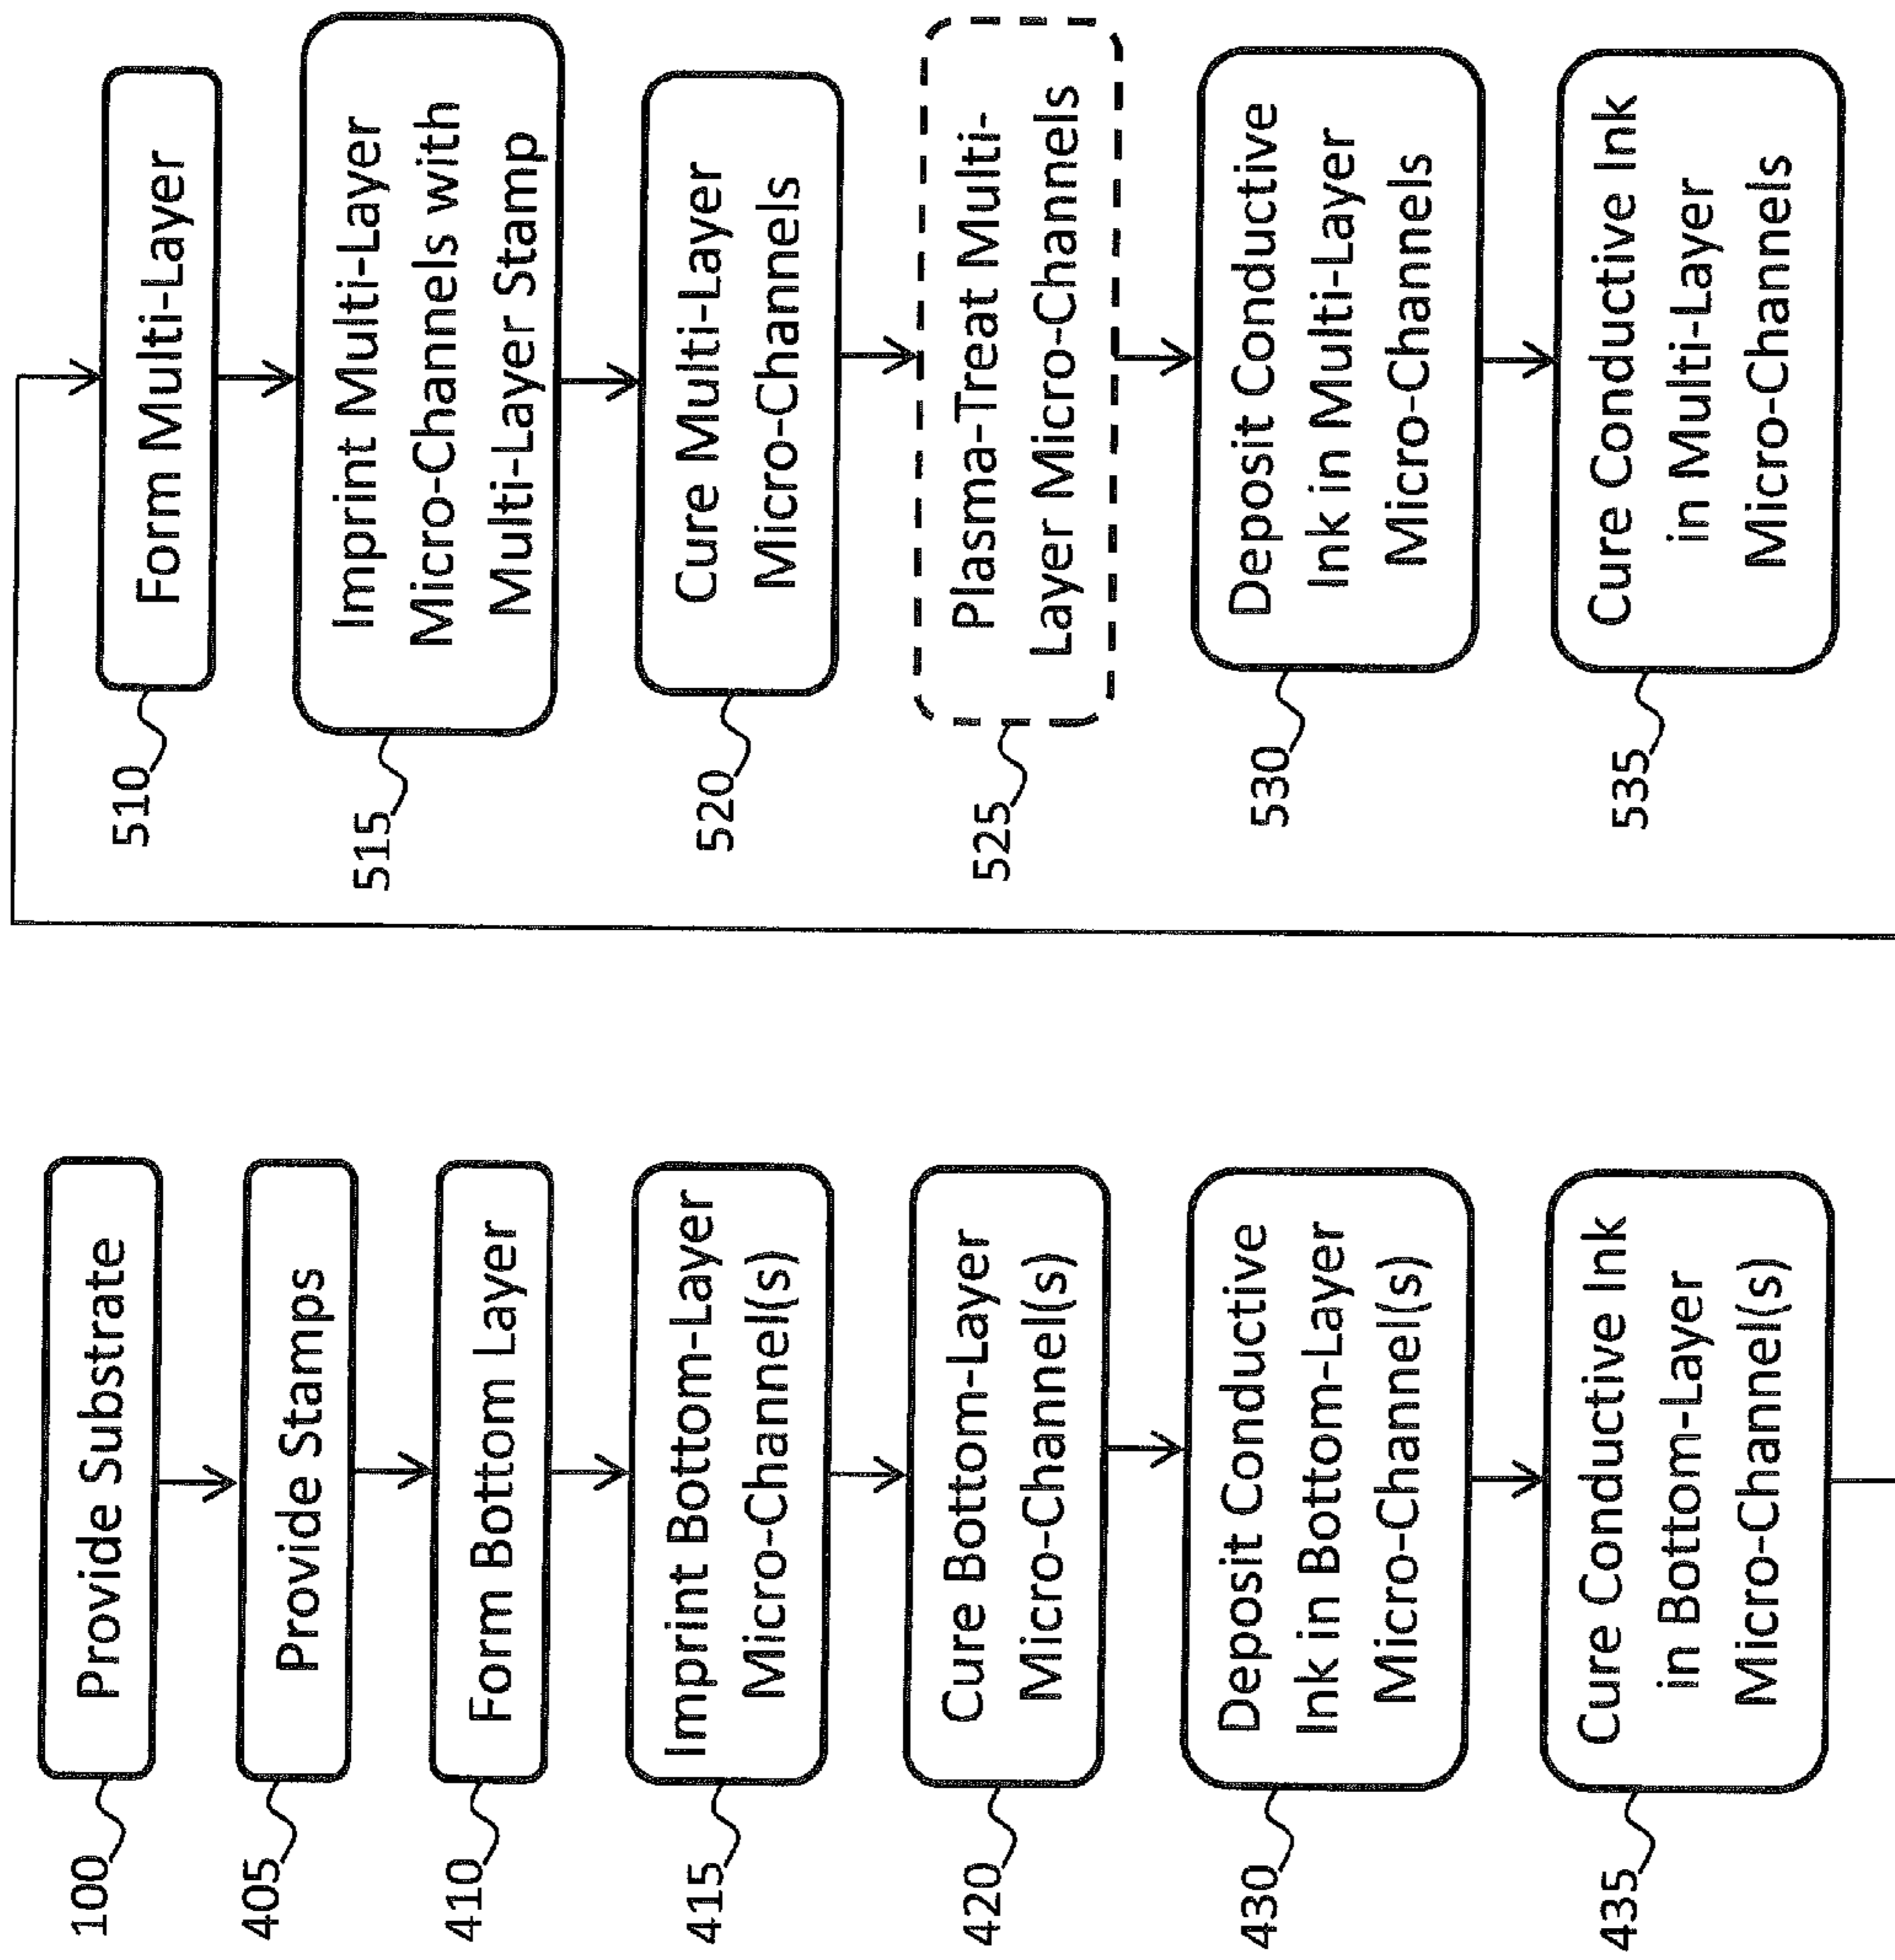 100
Provide Substrate
405
Provide Stamps
410
Form Bottom Layer
415
Imprint Bottom-Layer
Micro-Channel(s)
420
Cure Bottom-Layer
Micro-Channel(s)
430
Deposit Conductive
Ink in Bottom-Layer
Micro-Channel(s)
435
Cure Conductive Ink
in Bottom-Layer
Micro-Channel(s)
510
Form Multi-Layer
515
Imprint Multi-Layer
Micro-Channels with
Multi-Layer Stamp
520
Cure Multi-Layer
Micro-Channels
525
Plasma-Treat Multi-
Layer Micro-Channels
530
Deposit Conductive
Ink in Multi-Layer
Micro-Channels
535
Cure Conductive Ink
in Multi-Layer
Micro-Channels